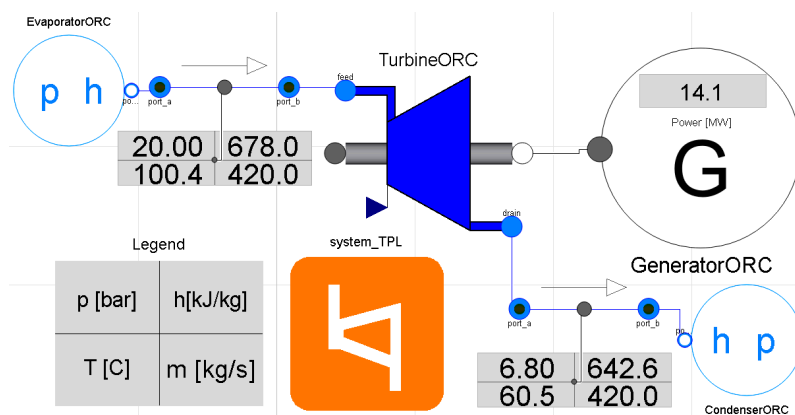 EvaporatorORC
p h
po...
port_a
port_b
feed
TurbineORC
14.1
Power [MW]
G
20.00 678.0
100.4 420.0
drain
Legend
p [bar] h[kJ/kg]
T [C] m [kg/s]
system_TPL
GeneratorORC
port_a
port_b
po...
h p
6.80 642.6
60.5 420.0
CondenserORC